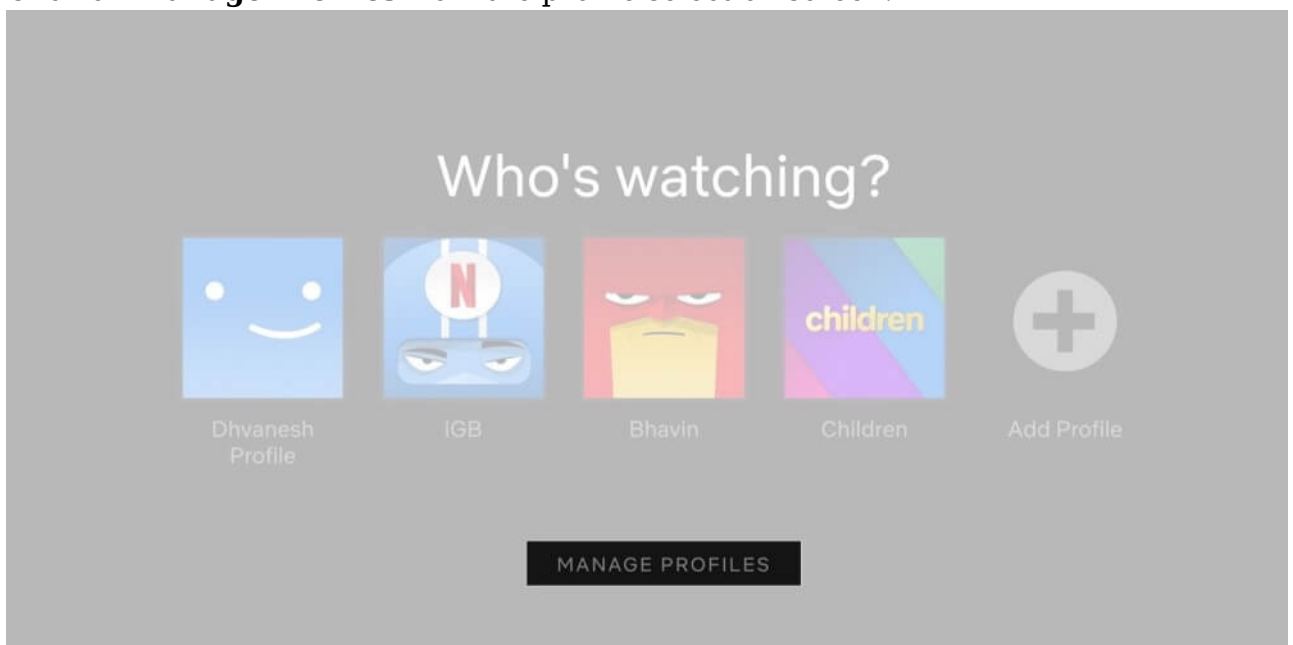 Who's watching?
N
children
Dhvanesh
Profile
iGB
Bhavin
Children
Add Profile
MANAGE PROFILES